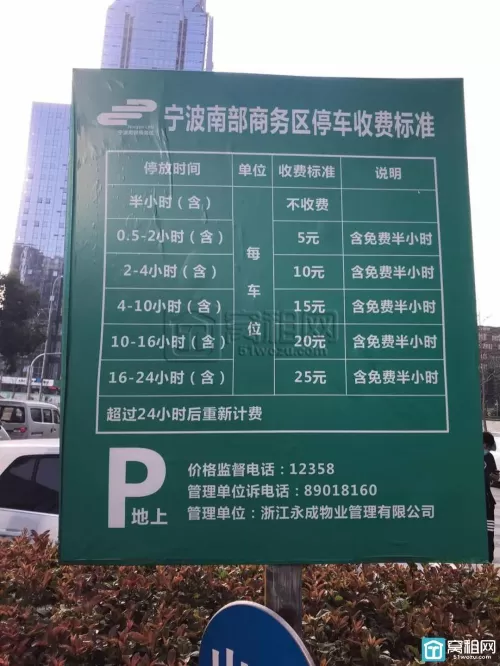 宁波南部商务区停车收费标准
停放时间 单位 收费标准 说明
半小时（含） 每车位 不收费
0.5-2小时（含） 5元 含免费半小时
2-4小时（含） 10元 含免费半小时
4-10小时（含） 15元 含免费半小时
10-16小时（含） 20元 含免费半小时
16-24小时（含） 25元 含免费半小时
超过24小时后重新计费
P 地上
价格监督电话：12358
管理单位诉电话：89018160
管理单位：浙江永成物业管理有限公司
窝租网
51wozu.com
窝租网
51wozu.com